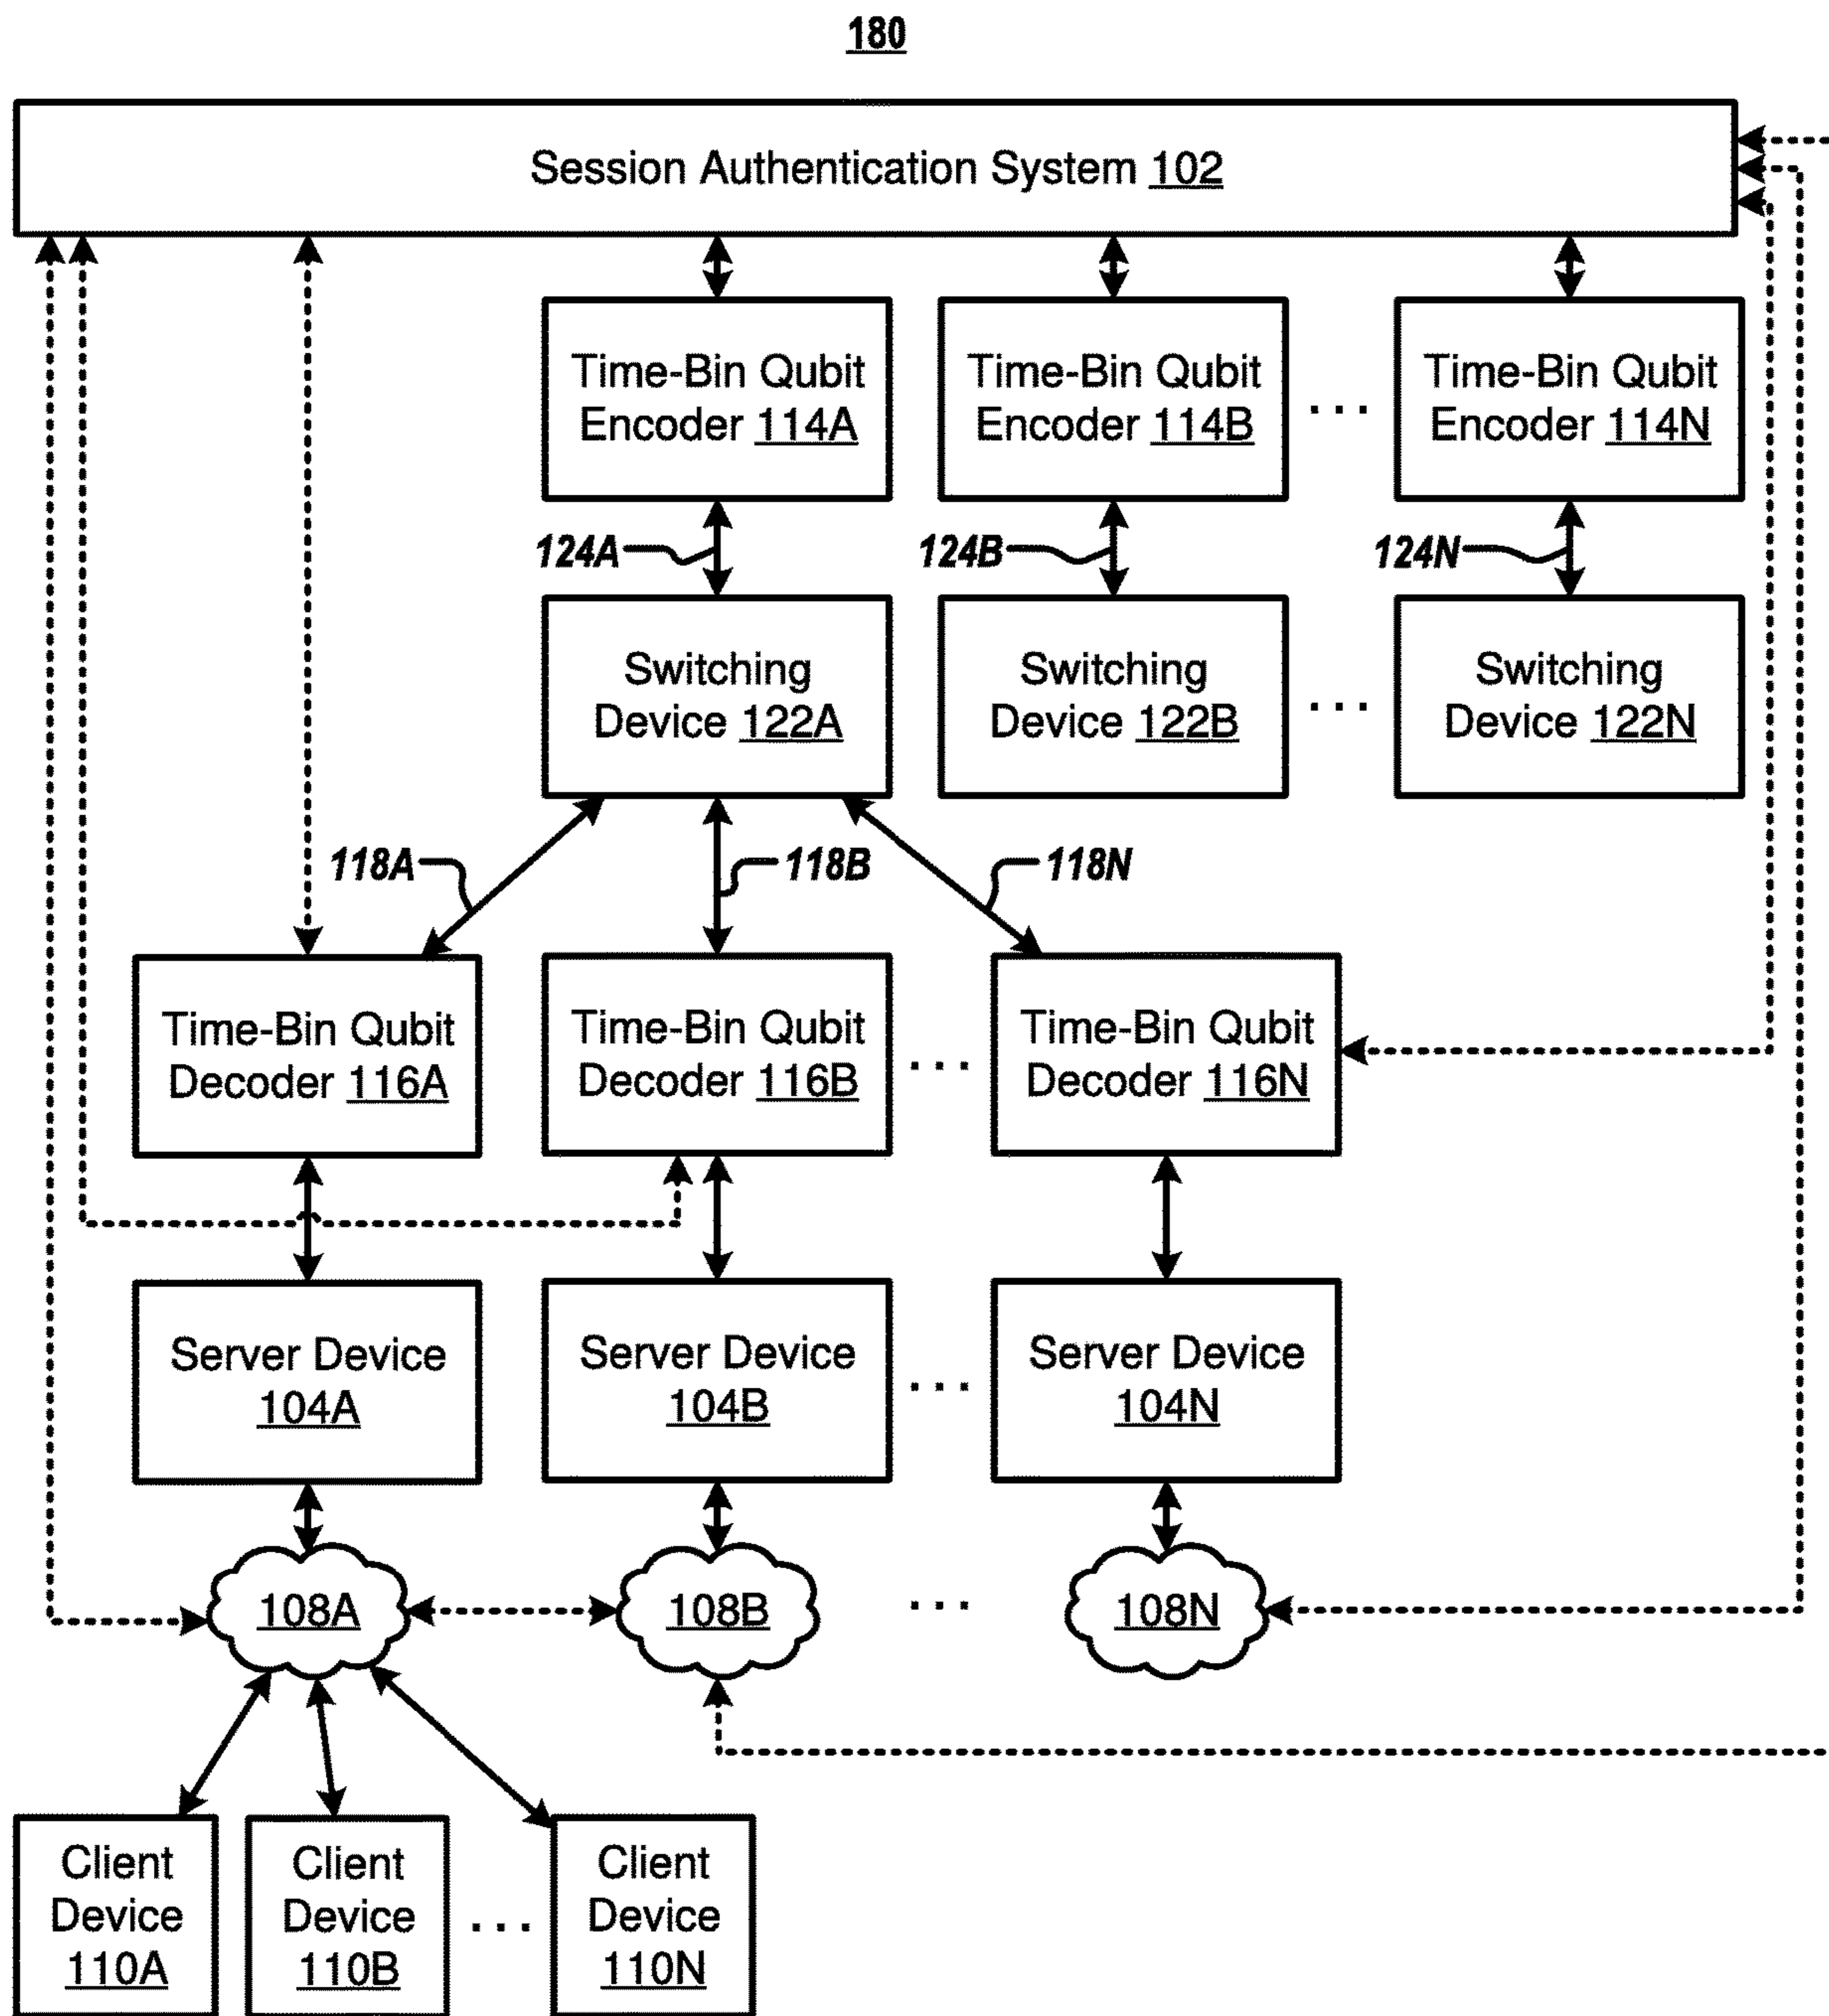 180
Session Authentication System 102
Time-Bin Qubit
Encoder 114A
Time-Bin Qubit
Encoder 114B
...
Time-Bin Qubit
Encoder 114N
124A
124B
124N
Switching
Device 122A
Switching
Device 122B
...
Switching
Device 122N
118A
118B
118N
Time-Bin Qubit
Decoder 116A
Time-Bin Qubit
Decoder 116B
...
Time-Bin Qubit
Decoder 116N
Server Device
104A
Server Device
104B
...
Server Device
104N
108A
108B
...
108N
Client
Device
110A
Client
Device
110B
...
Client
Device
110N